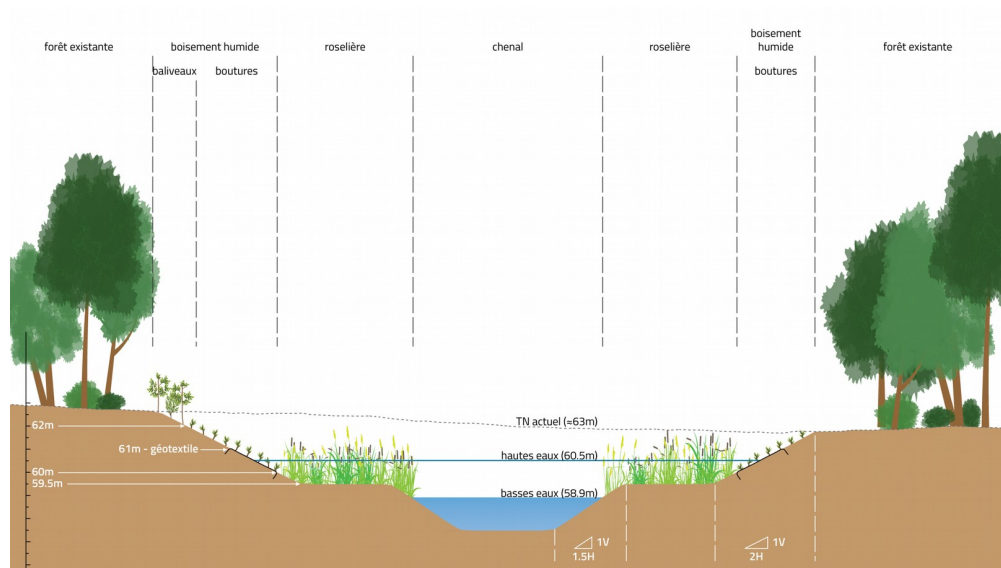 forêt existante
boisement humide
roselière
chenal
roselière
boisement
humide
forêt existante
baliveaux
boutures
boutures
62m
TN actuel (≈63m)
61m - géotextile
hautes eaux (60.5m)
60m
59.5m
basses eaux (58.9m)
1V
1.5H
1V
2H